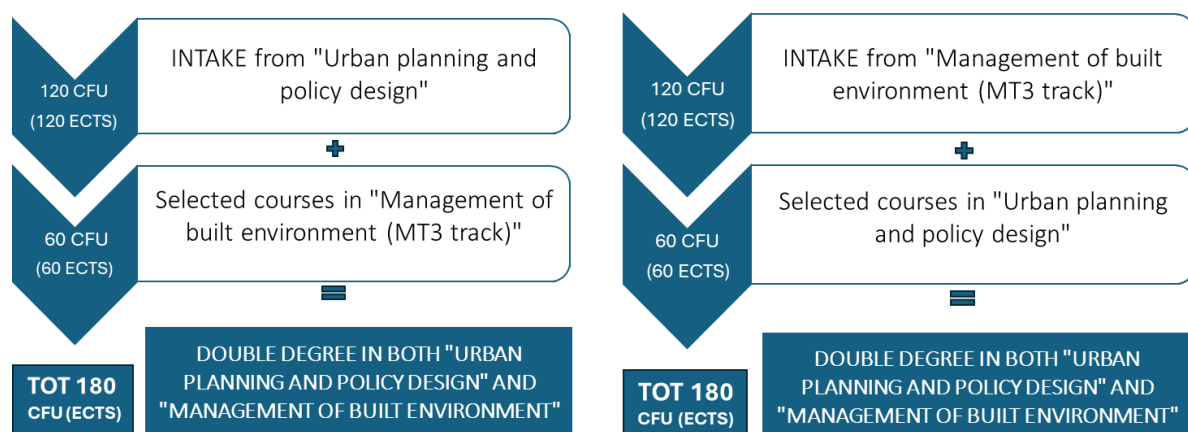 120 CFU
(120 ECTS)
INTAKE from "Urban planning and
policy design"
60 CFU
(60 ECTS)
Selected courses in "Management of
built environment (MT3 track)"
TOT 180
CFU (ECTS)
DOUBLE DEGREE IN BOTH "URBAN
PLANNING AND POLICY DESIGN" AND
"MANAGEMENT OF BUILT ENVIRONMENT"
120 CFU
(120 ECTS)
INTAKE from "Management of built
environment (MT3 track)"
60 CFU
(60 ECTS)
Selected courses in "Urban planning
and policy design"
TOT 180
CFU (ECTS)
DOUBLE DEGREE IN BOTH "URBAN
PLANNING AND POLICY DESIGN" AND
"MANAGEMENT OF BUILT ENVIRONMENT"